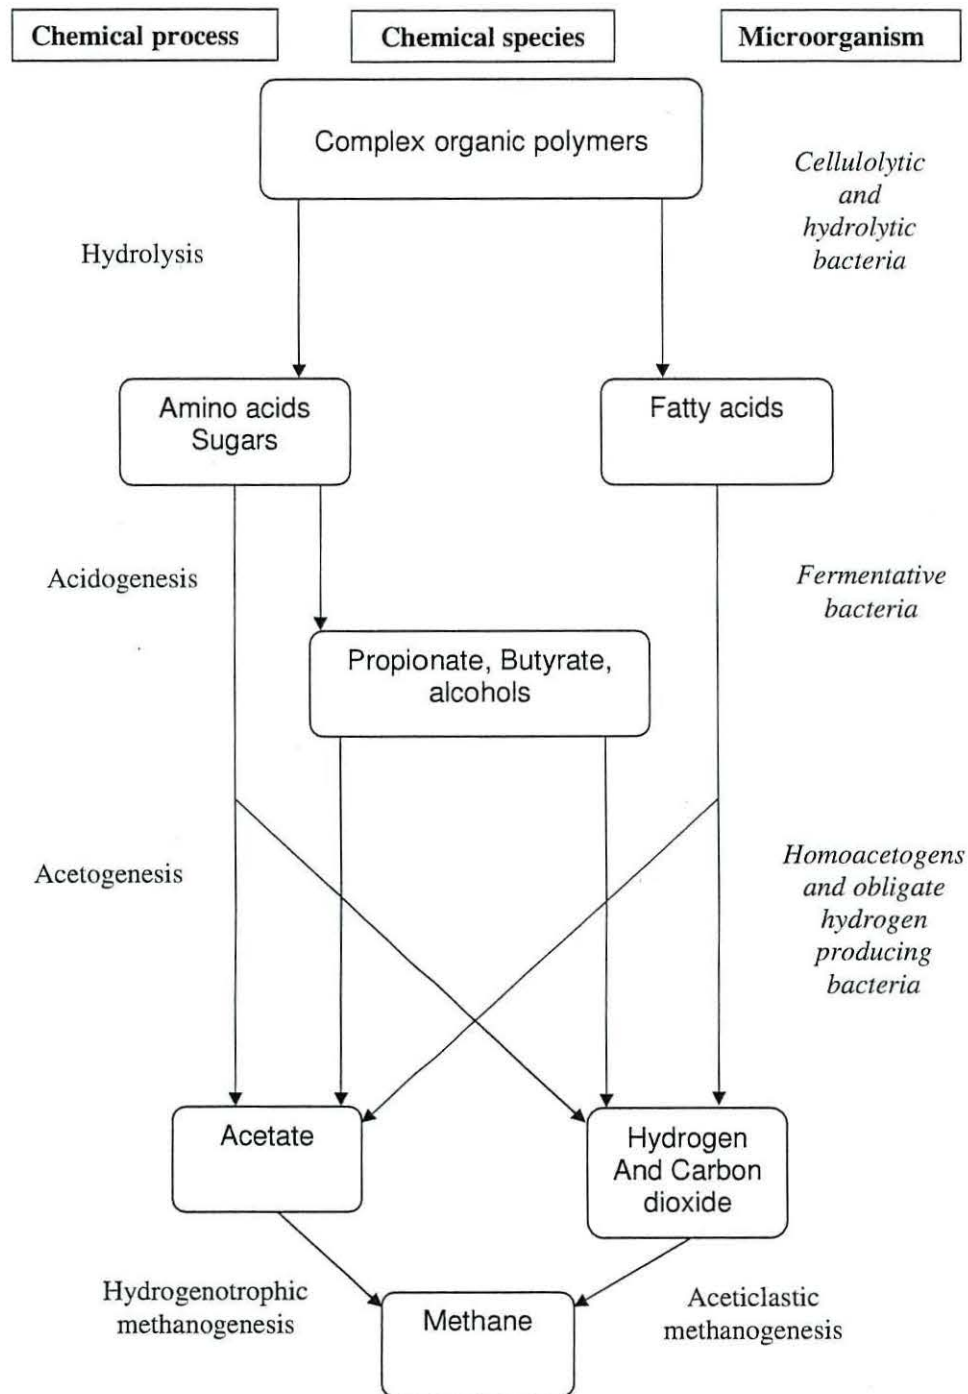 Chemical process
Chemical species
Microorganism
Complex organic polymers
Cellulolytic
and
hydrolytic
bacteria
Hydrolysis
Amino acids
Sugars
Fatty acids
Acidogenesis
Fermentative
bacteria
Propionate, Butyrate,
alcohols
Acetogenesis
Homoacetogens
and obligate
hydrogen
producing
bacteria
Acetate
Hydrogen
And Carbon
dioxide
Hydrogenotrophic
methanogenesis
Methane
Aceticlastic
methanogenesis